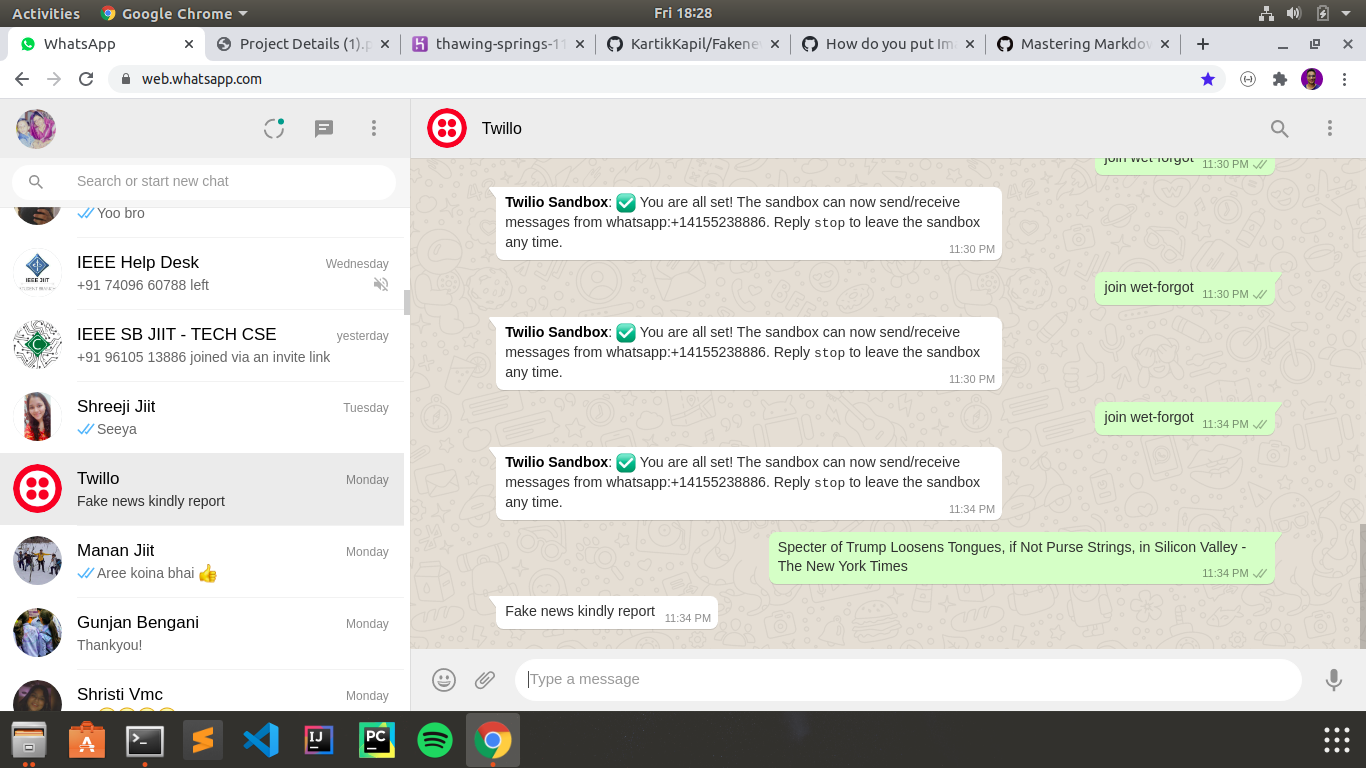 Activities Google Chrome Fri 18:28
WhatsApp Project Details (1).p thawing-springs-11 KartikKapil/Fakenew How do you put Ima Mastering Markdow
web.whatsapp.com
Search or start new chat
Yoo bro
IEEE Help Desk Wednesday
+91 74096 60788 left
IEEE SB JIIT - TECH CSE yesterday
+91 96105 13886 joined via an invite link
Shreeji Jiit Tuesday
Seeya
Twillo Monday
Fake news kindly report
Manan Jiit Monday
Aree koina bhai 👍
Gunjan Bengani Monday
Thankyou!
Shristi Vmc Monday
Twillo
join wet-forgot 11:30 PM
Twilio Sandbox: ✅ You are all set! The sandbox can now send/receive
messages from whatsapp:+14155238886. Reply stop to leave the sandbox
any time. 11:30 PM
join wet-forgot 11:30 PM
Twilio Sandbox: ✅ You are all set! The sandbox can now send/receive
messages from whatsapp:+14155238886. Reply stop to leave the sandbox
any time. 11:30 PM
join wet-forgot 11:34 PM
Twilio Sandbox: ✅ You are all set! The sandbox can now send/receive
messages from whatsapp:+14155238886. Reply stop to leave the sandbox
any time. 11:34 PM
Specter of Trump Loosens Tongues, if Not Purse Strings, in Silicon Valley -
The New York Times 11:34 PM
Fake news kindly report 11:34 PM
Type a message
IJ
PC